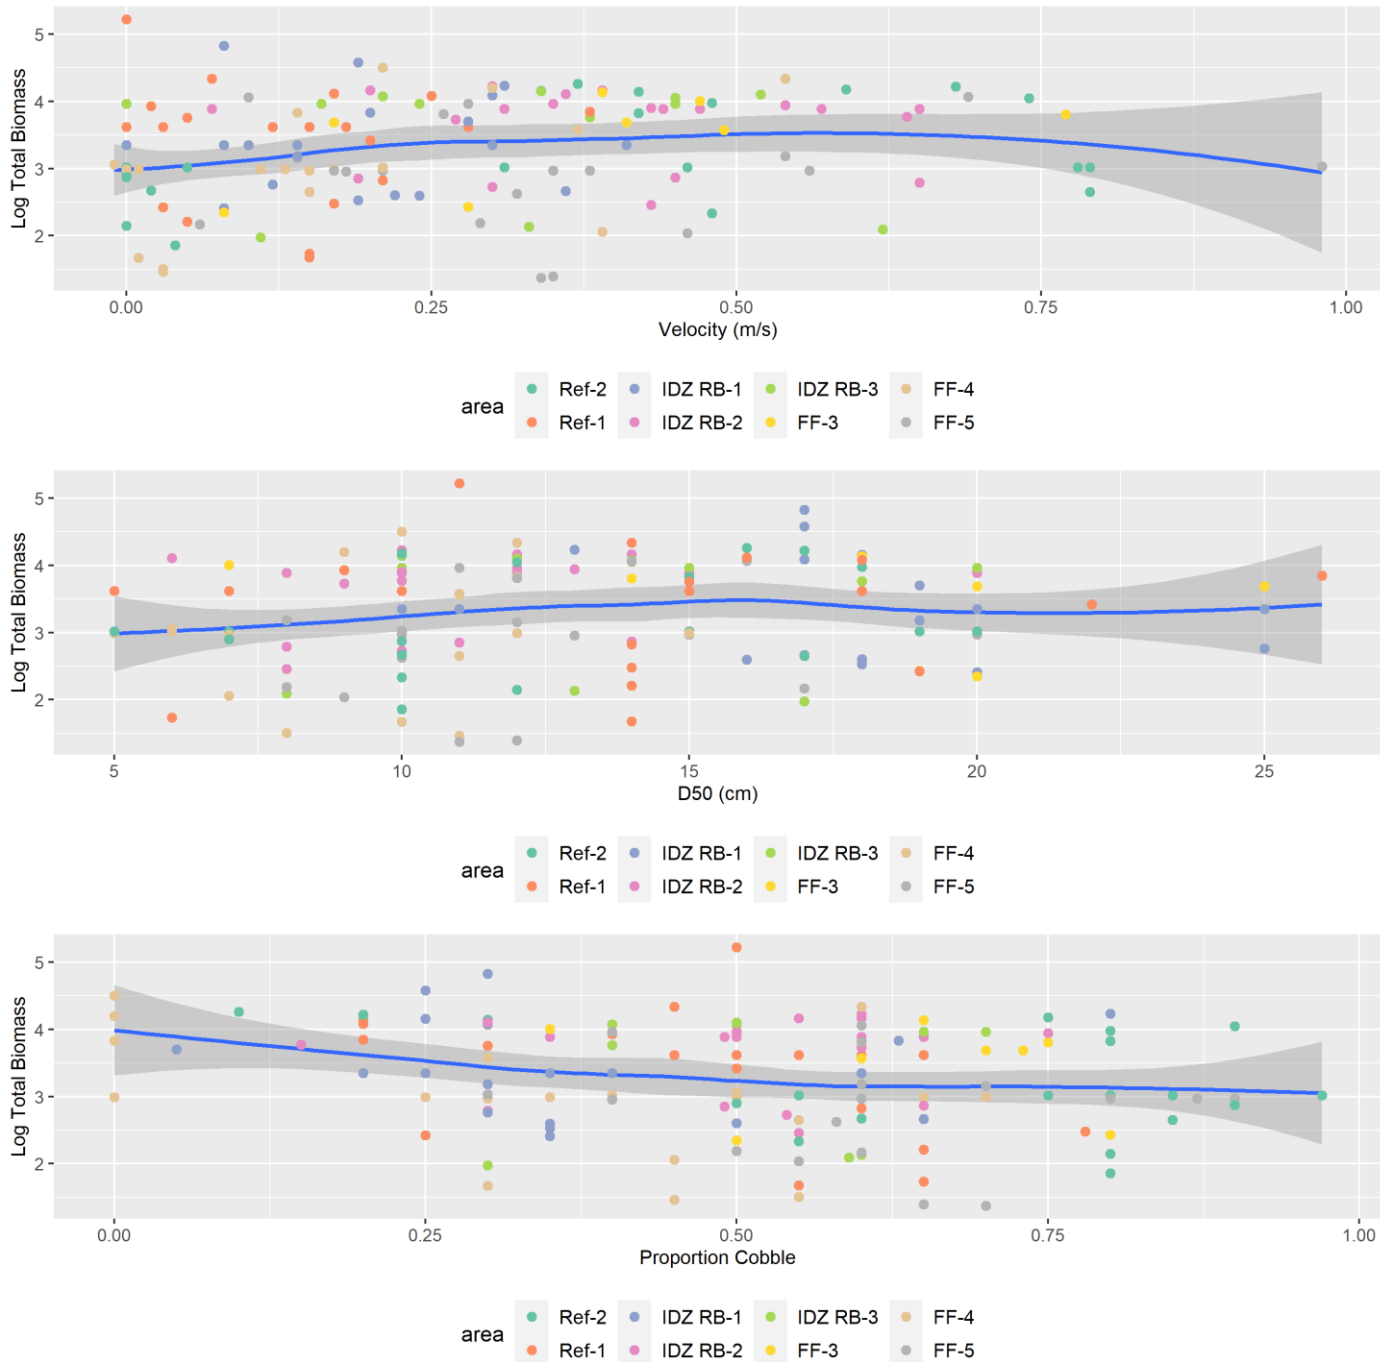 Log Total Biomass
5
4
3
2
0.00 0.25 0.50 0.75 1.00
Velocity (m/s)
area
Ref-2 IDZ RB-1 IDZ RB-3 FF-4
Ref-1 IDZ RB-2 FF-3 FF-5
Log Total Biomass
5
4
3
2
5 10 15 20 25
D50 (cm)
area
Ref-2 IDZ RB-1 IDZ RB-3 FF-4
Ref-1 IDZ RB-2 FF-3 FF-5
Log Total Biomass
5
4
3
2
0.00 0.25 0.50 0.75 1.00
Proportion Cobble
area
Ref-2 IDZ RB-1 IDZ RB-3 FF-4
Ref-1 IDZ RB-2 FF-3 FF-5